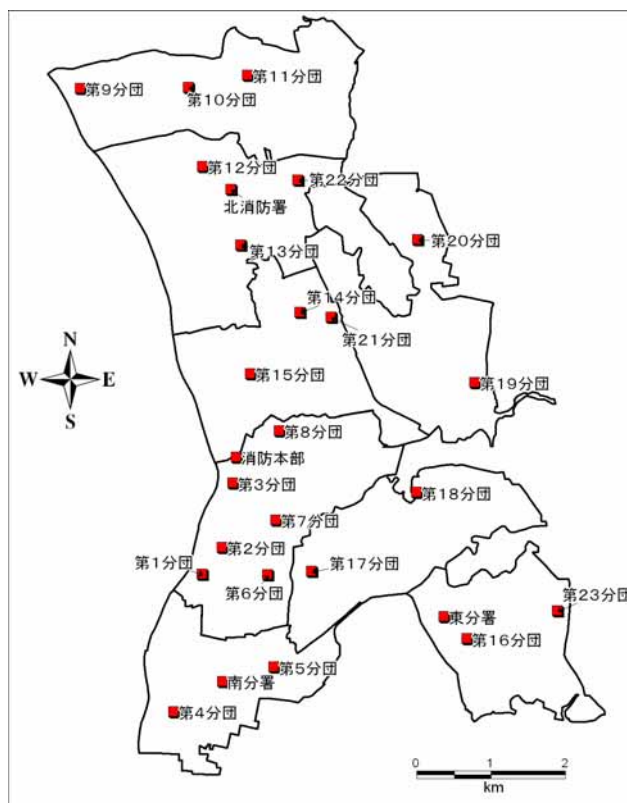 第11分団
第9分団
第10分団
第12分団
第22分団
北消防署
第20分団
第13分団
第14分団
第21分団
N
W E
S
第15分団
第19分団
第8分団
消防本部
第3分団
第18分団
第7分団
第2分団
第1分団
第17分団
第6分団
第23分団
東分署
第16分団
第5分団
南分署
第4分団
0 1 2
km